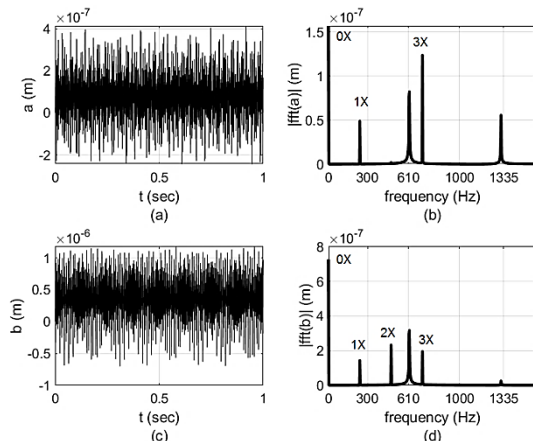 ×10⁻⁷
4
2
0
-2
a (m)
0
0.5
1
t (sec)
(a)
1.5
1
0.5
0
|fft(a)| (m)
×10⁻⁷
0X
1X
3X
0
300
610
1000
1335
frequency (Hz)
(b)
×10⁻⁶
1
0.5
0
-0.5
-1
b (m)
0
0.5
1
t (sec)
(c)
×10⁻⁷
8
6
4
2
0
|fft(b)| (m)
0X
1X
2X
3X
0
300
610
1000
1335
frequency (Hz)
(d)